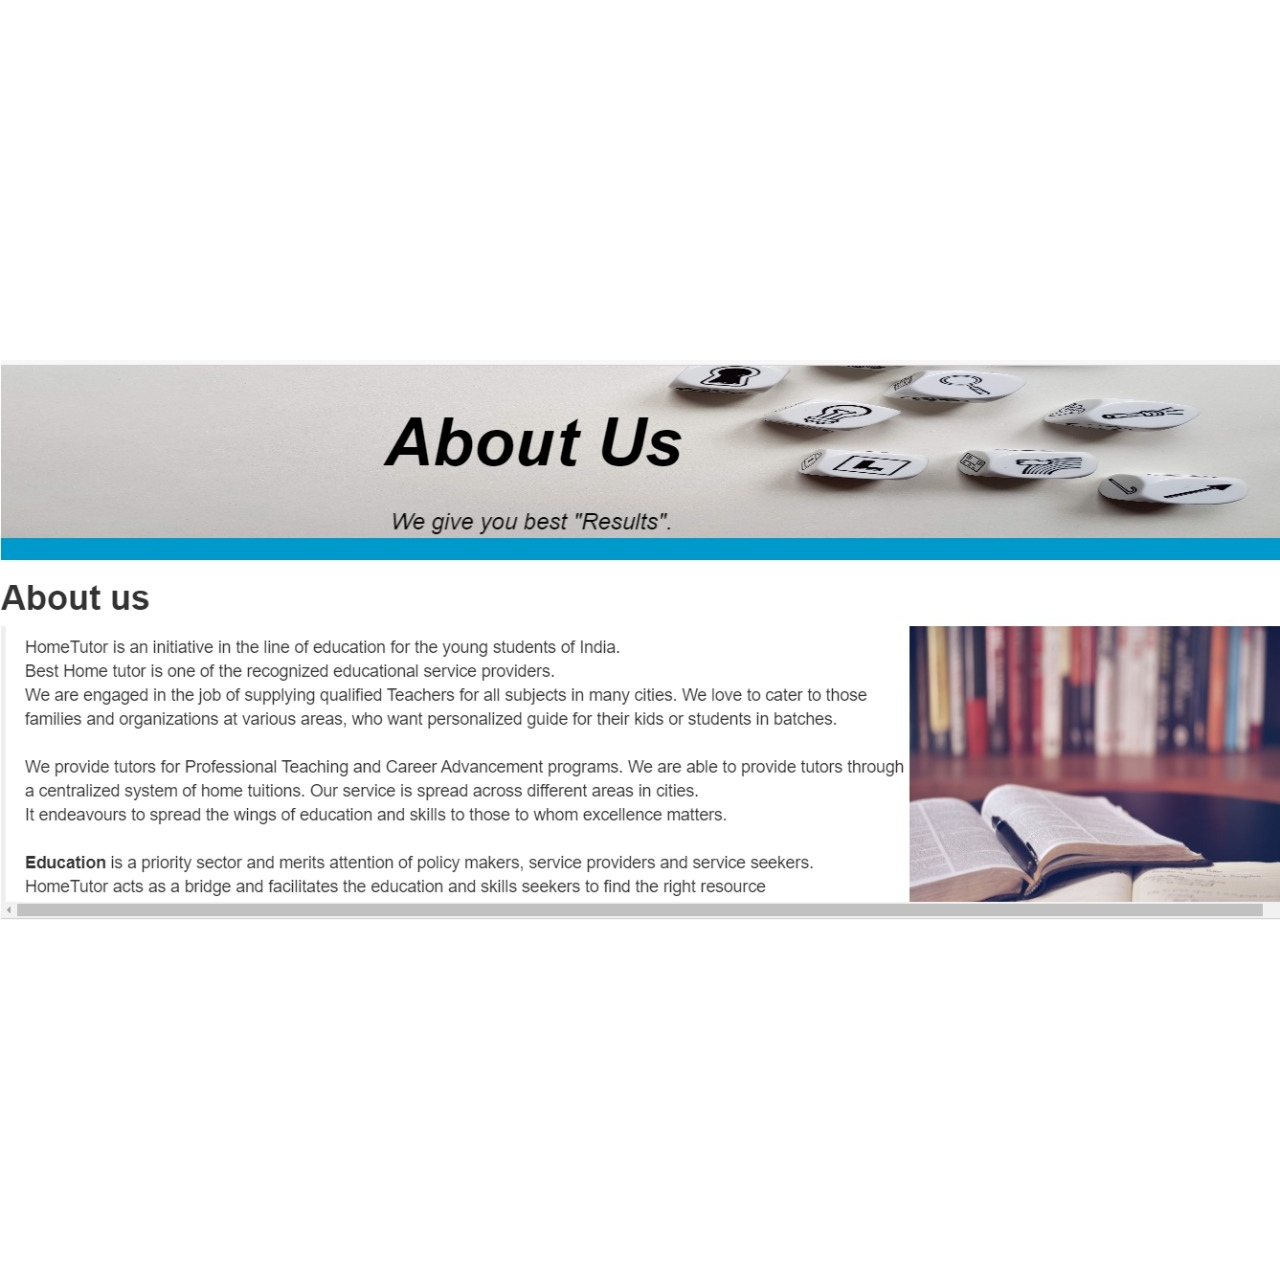 About Us
We give you best "Results".
About us
HomeTutor is an initiative in the line of education for the young students of India.
Best Home tutor is one of the recognized educational service providers.
We are engaged in the job of supplying qualified Teachers for all subjects in many cities. We love to cater to those
families and organizations at various areas, who want personalized guide for their kids or students in batches.
We provide tutors for Professional Teaching and Career Advancement programs. We are able to provide tutors through
a centralized system of home tuitions. Our service is spread across different areas in cities.
It endeavours to spread the wings of education and skills to those to whom excellence matters.
Education is a priority sector and merits attention of policy makers, service providers and service seekers.
HomeTutor acts as a bridge and facilitates the education and skills seekers to find the right resource